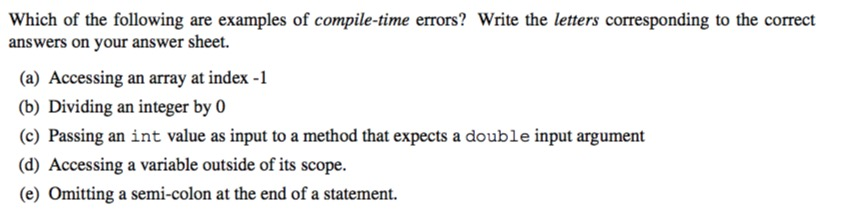 Which of the following are examples of compile-time errors? Write the letters corresponding to the correct
answers on your answer sheet.
(a) Accessing an array at index -1
(b) Dividing an integer by 0
(c) Passing an int value as input to a method that expects a double input argument
(d) Accessing a variable outside of its scope.
(e) Omitting a semi-colon at the end of a statement.